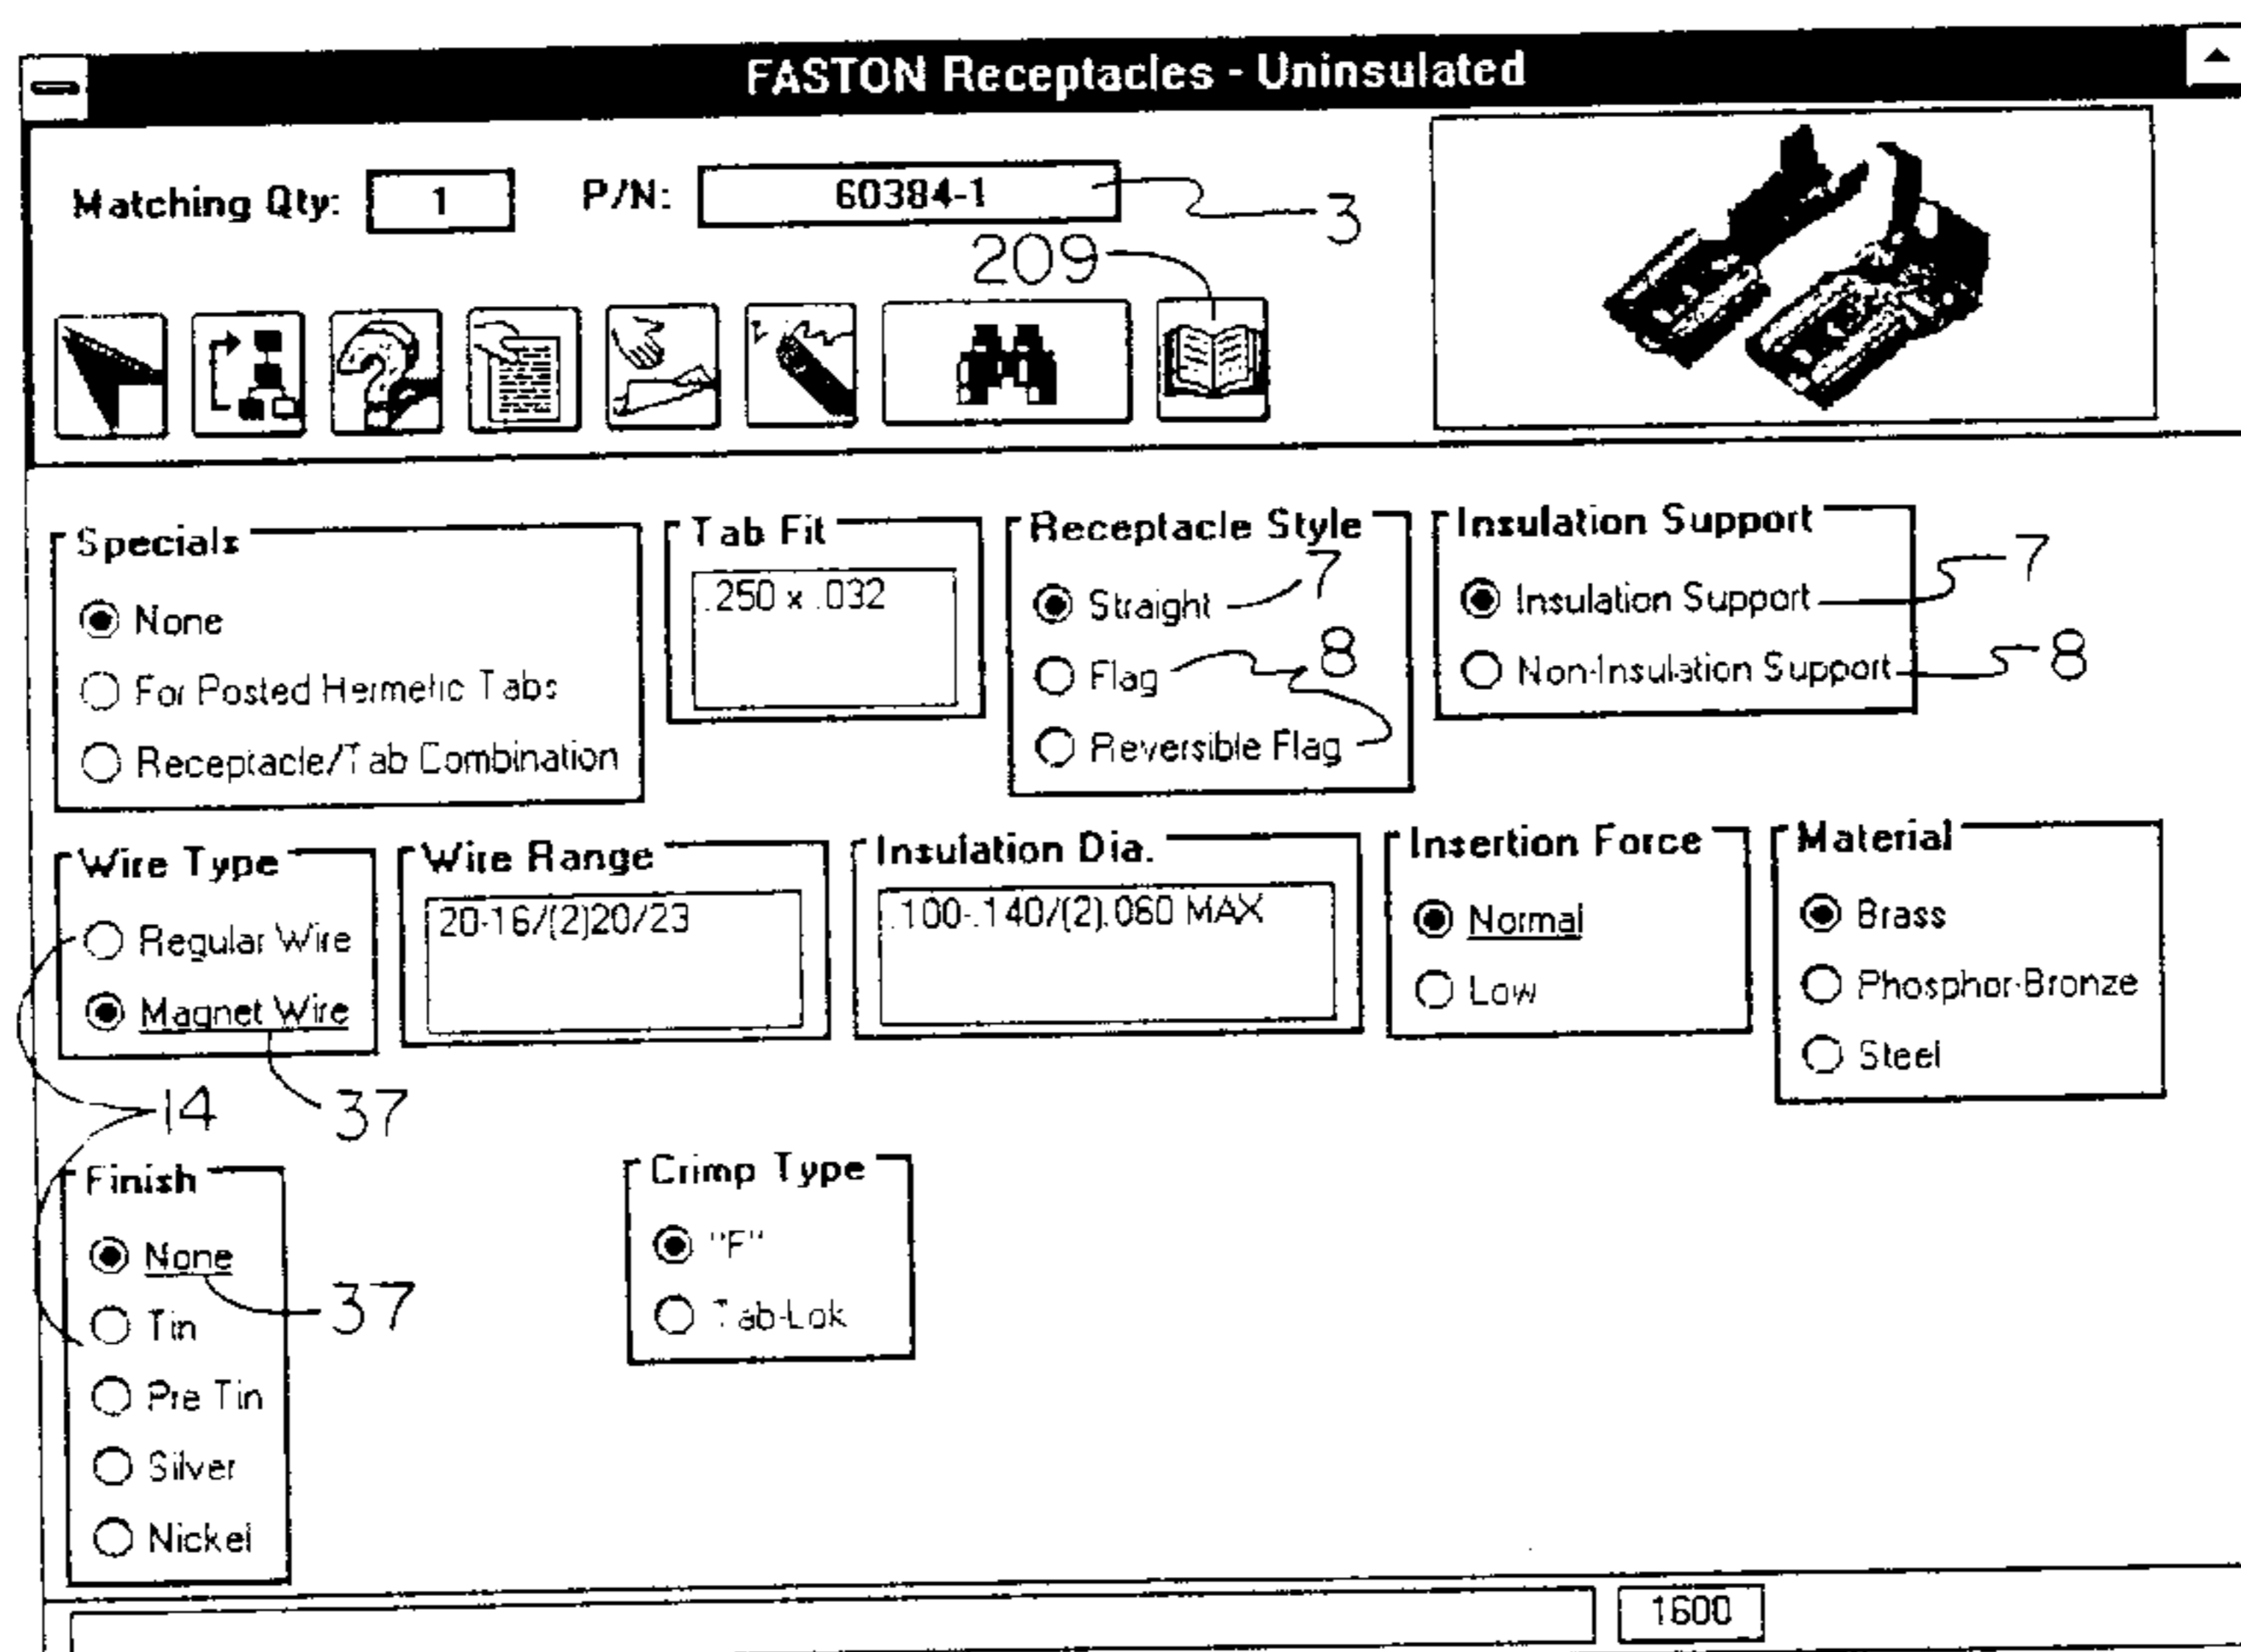 FASTON Receptacles - Uninsulated
Matching Qty: 1 P/N: 60384-1 3
209
Specials
None
For Posted Hermetic Tabs
Receptacle/Tab Combination
Tab Fit
.250 x .032
Receptacle Style
Straight 7
Flag 8
Reversible Flag
Insulation Support
Insulation Support 7
Non-Insulation Support 8
Wire Type
Regular Wire
Magnet Wire
14 37
Wire Range
20-16/(2)20/23
Insulation Dia.
.100-.140/(2).060 MAX
Insertion Force
Normal
Low
Material
Brass
Phosphor-Bronze
Steel
Finish
None 37
Tin
Pre Tin
Silver
Nickel
Crimp Type
"F"
Tab-Lok
1600